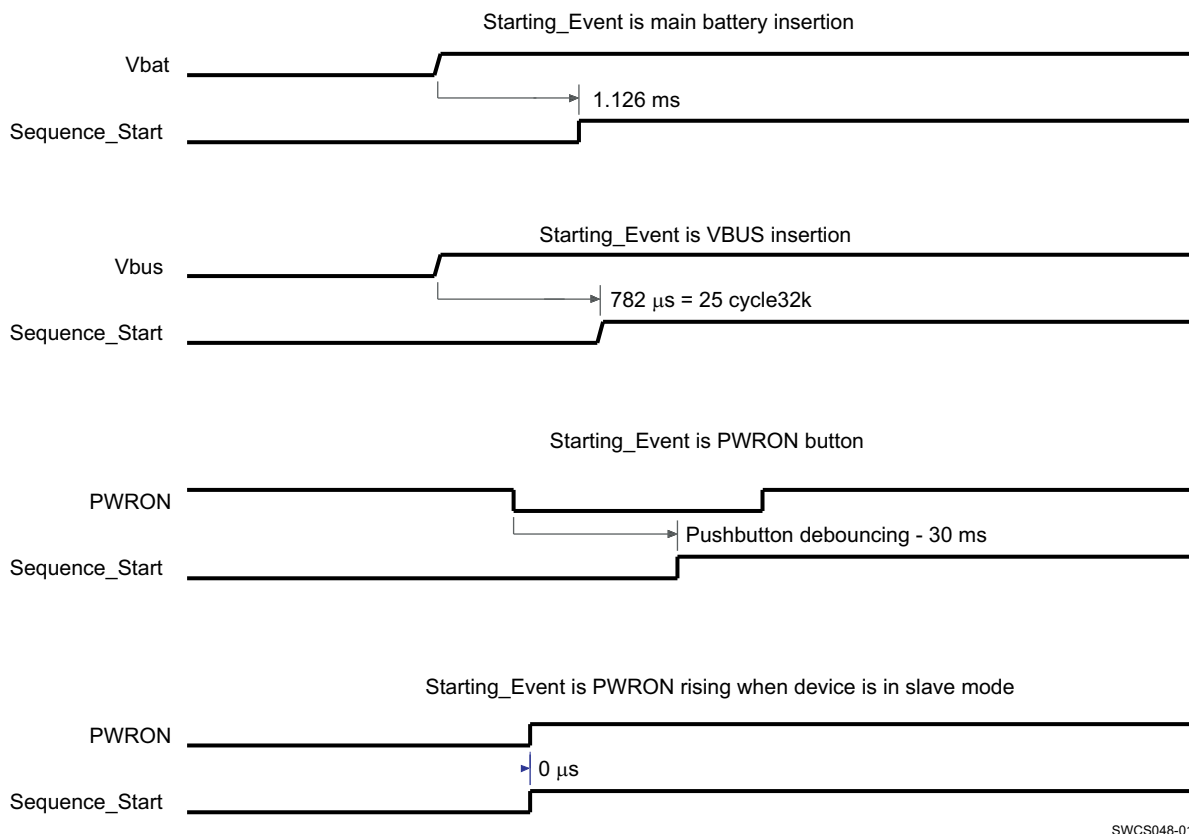 Starting_Event is main battery insertion
Vbat
1.126 ms
Sequence_Start
Starting_Event is VBUS insertion
Vbus
782 μs = 25 cycle32k
Sequence_Start
Starting_Event is PWRON button
PWRON
Pushbutton debouncing - 30 ms
Sequence_Start
Starting_Event is PWRON rising when device is in slave mode
PWRON
0 μs
Sequence_Start